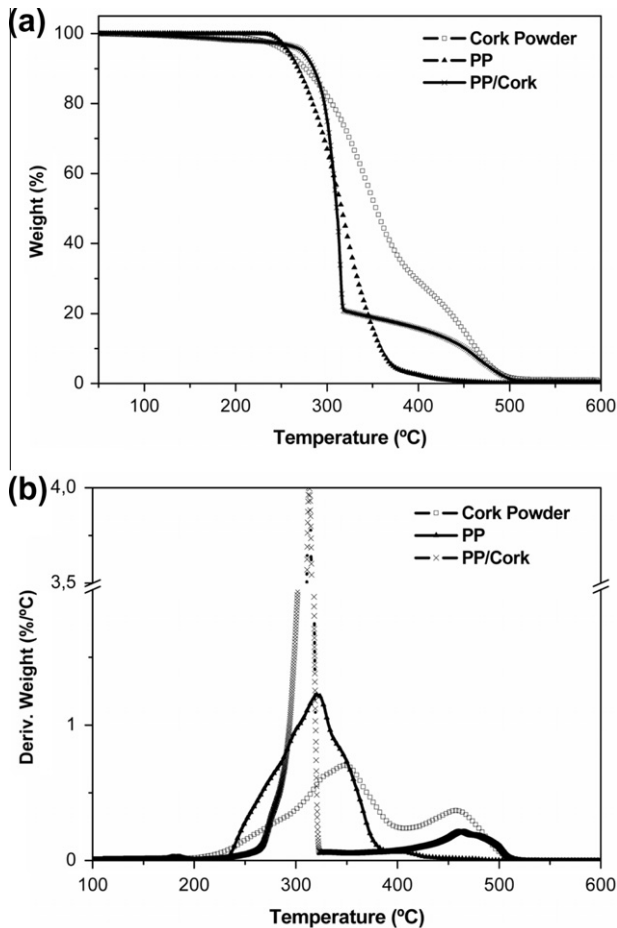 (a)
100
80
60
40
20
0
Weight (%)
Cork Powder
PP
PP/Cork
100 200 300 400 500 600
Temperature (ºC)
(b)
4,0
3,5
1
0
Deriv. Weight (%/ºC)
Cork Powder
PP
PP/Cork
100 200 300 400 500 600
Temperature (ºC)